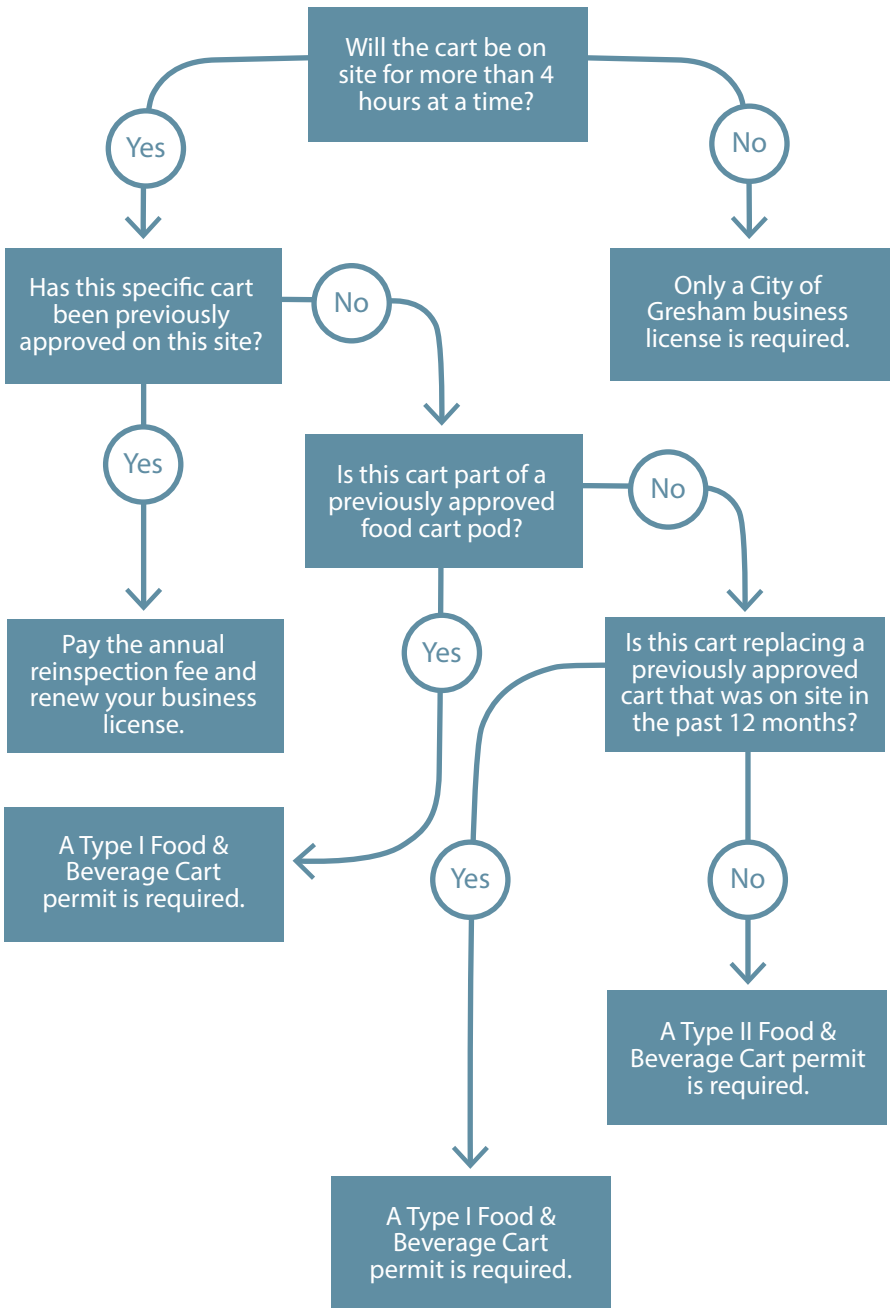 Will the cart be on
site for more than 4
hours at a time?
Yes
No
Has this specific cart
been previously
approved on this site?
No
Only a City of
Gresham business
license is required.
Yes
Is this cart part of a
previously approved
food cart pod?
No
Pay the annual
reinspection fee and
renew your business
license.
Yes
Is this cart replacing a
previously approved
cart that was on site in
the past 12 months?
A Type I Food &
Beverage Cart
permit is required.
Yes
No
A Type II Food &
Beverage Cart permit
is required.
A Type I Food &
Beverage Cart
permit is required.